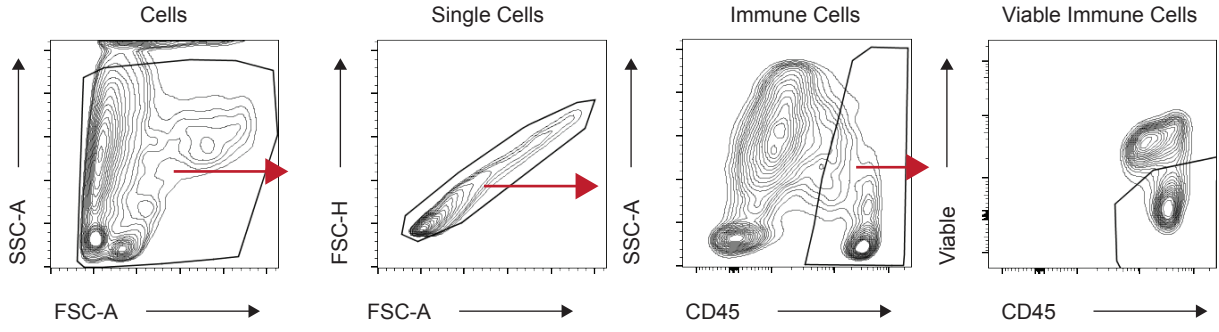 Cells
Single Cells
Immune Cells
Viable Immune Cells
SSC-A
FSC-H
SSC-A
Viable
FSC-A
FSC-A
CD45
CD45